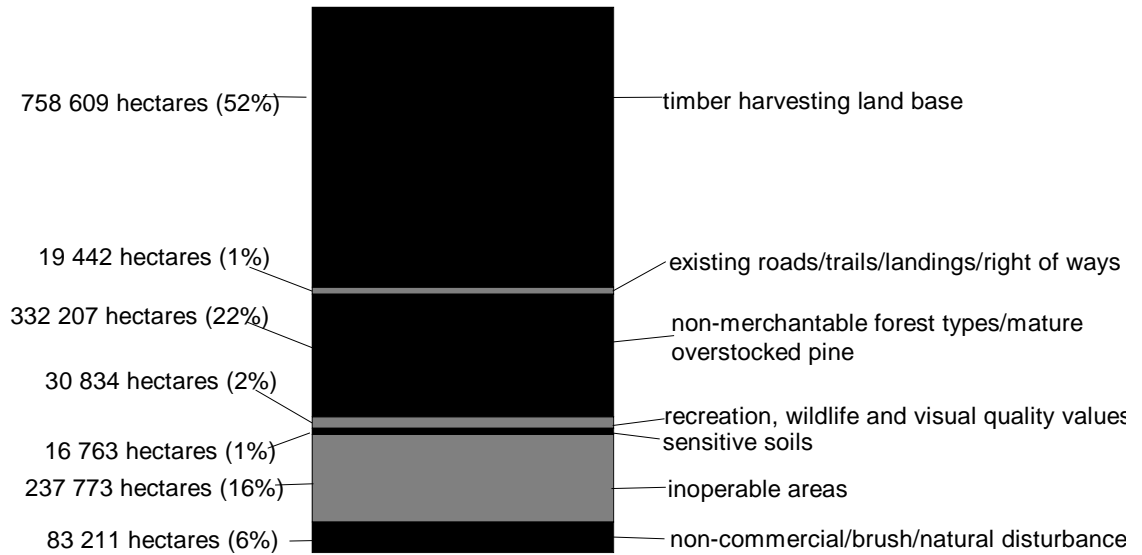 758 609 hectares (52%)
timber harvesting land base
19 442 hectares (1%)
existing roads/trails/landings/right of ways
332 207 hectares (22%)
non-merchantable forest types/mature
overstocked pine
30 834 hectares (2%)
recreation, wildlife and visual quality values
16 763 hectares (1%)
sensitive soils
237 773 hectares (16%)
inoperable areas
83 211 hectares (6%)
non-commercial/brush/natural disturbance